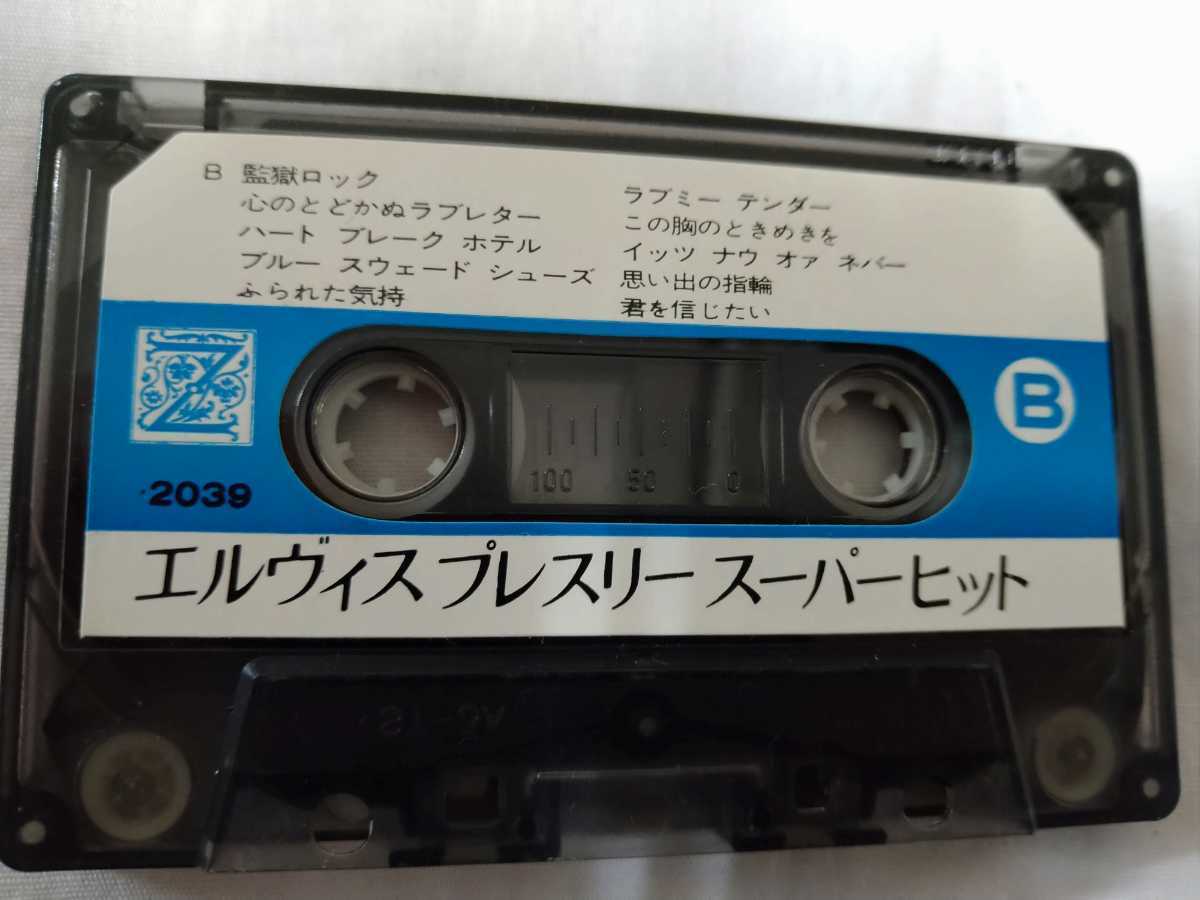 B 監獄ロック
心のとどかぬラブレター
ハート ブレーク ホテル
ブルー スウェード シューズ
ふられた気持
ラブミー テンダー
この胸のときめきを
イッツ ナウ オァ ネバー
思い出の指輪
君を信じたい
Z
B
2039
100 50 0
エルヴィス プレスリー スーパーヒット